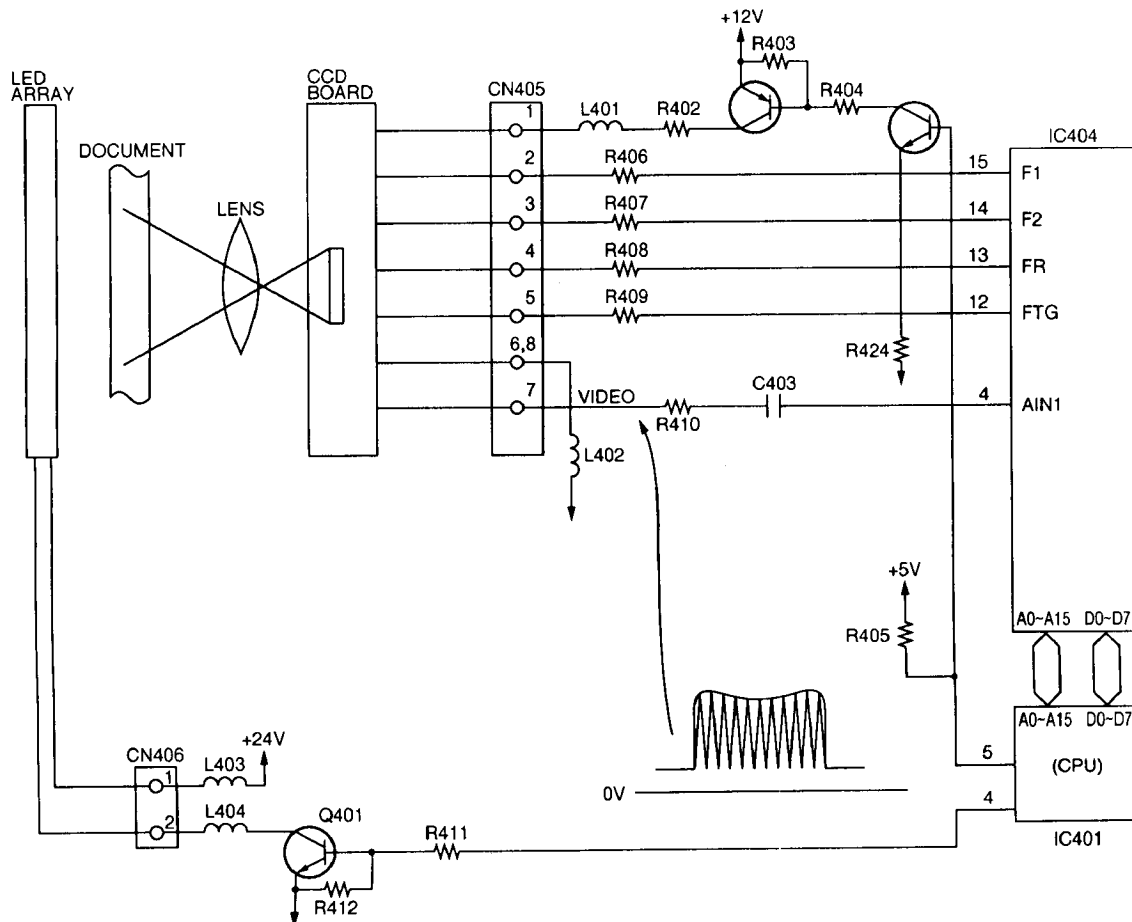 +12V
R403
LED
ARRAY
CCD
BOARD
CN405
R404
1
L401
R402
IC404
DOCUMENT
2
R406
15
F1
LENS
3
R407
14
F2
4
R408
13
FR
5
R409
12
FTG
6,8
R424
C403
7
VIDEO
4
AIN1
R410
L402
+5V
R405
A0~A15
D0~D7
A0~A15
D0~D7
+24V
CN406
L403
5
(CPU)
1
0V
4
L404
Q401
2
R411
IC401
R412